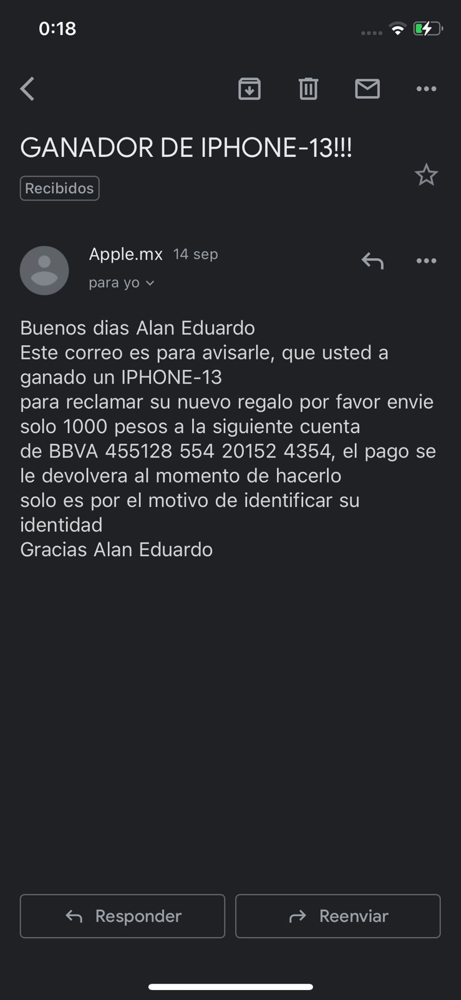 0:18
GANADOR DE IPHONE-13!!!
Recibidos
Apple.mx 14 sep
para yo
Buenos dias Alan Eduardo
Este correo es para avisarle, que usted a
ganado un IPHONE-13
para reclamar su nuevo regalo por favor envie
solo 1000 pesos a la siguiente cuenta
de BBVA 455128 554 20152 4354, el pago se
le devolvera al momento de hacerlo
solo es por el motivo de identificar su
identidad
Gracias Alan Eduardo
Responder
Reenviar